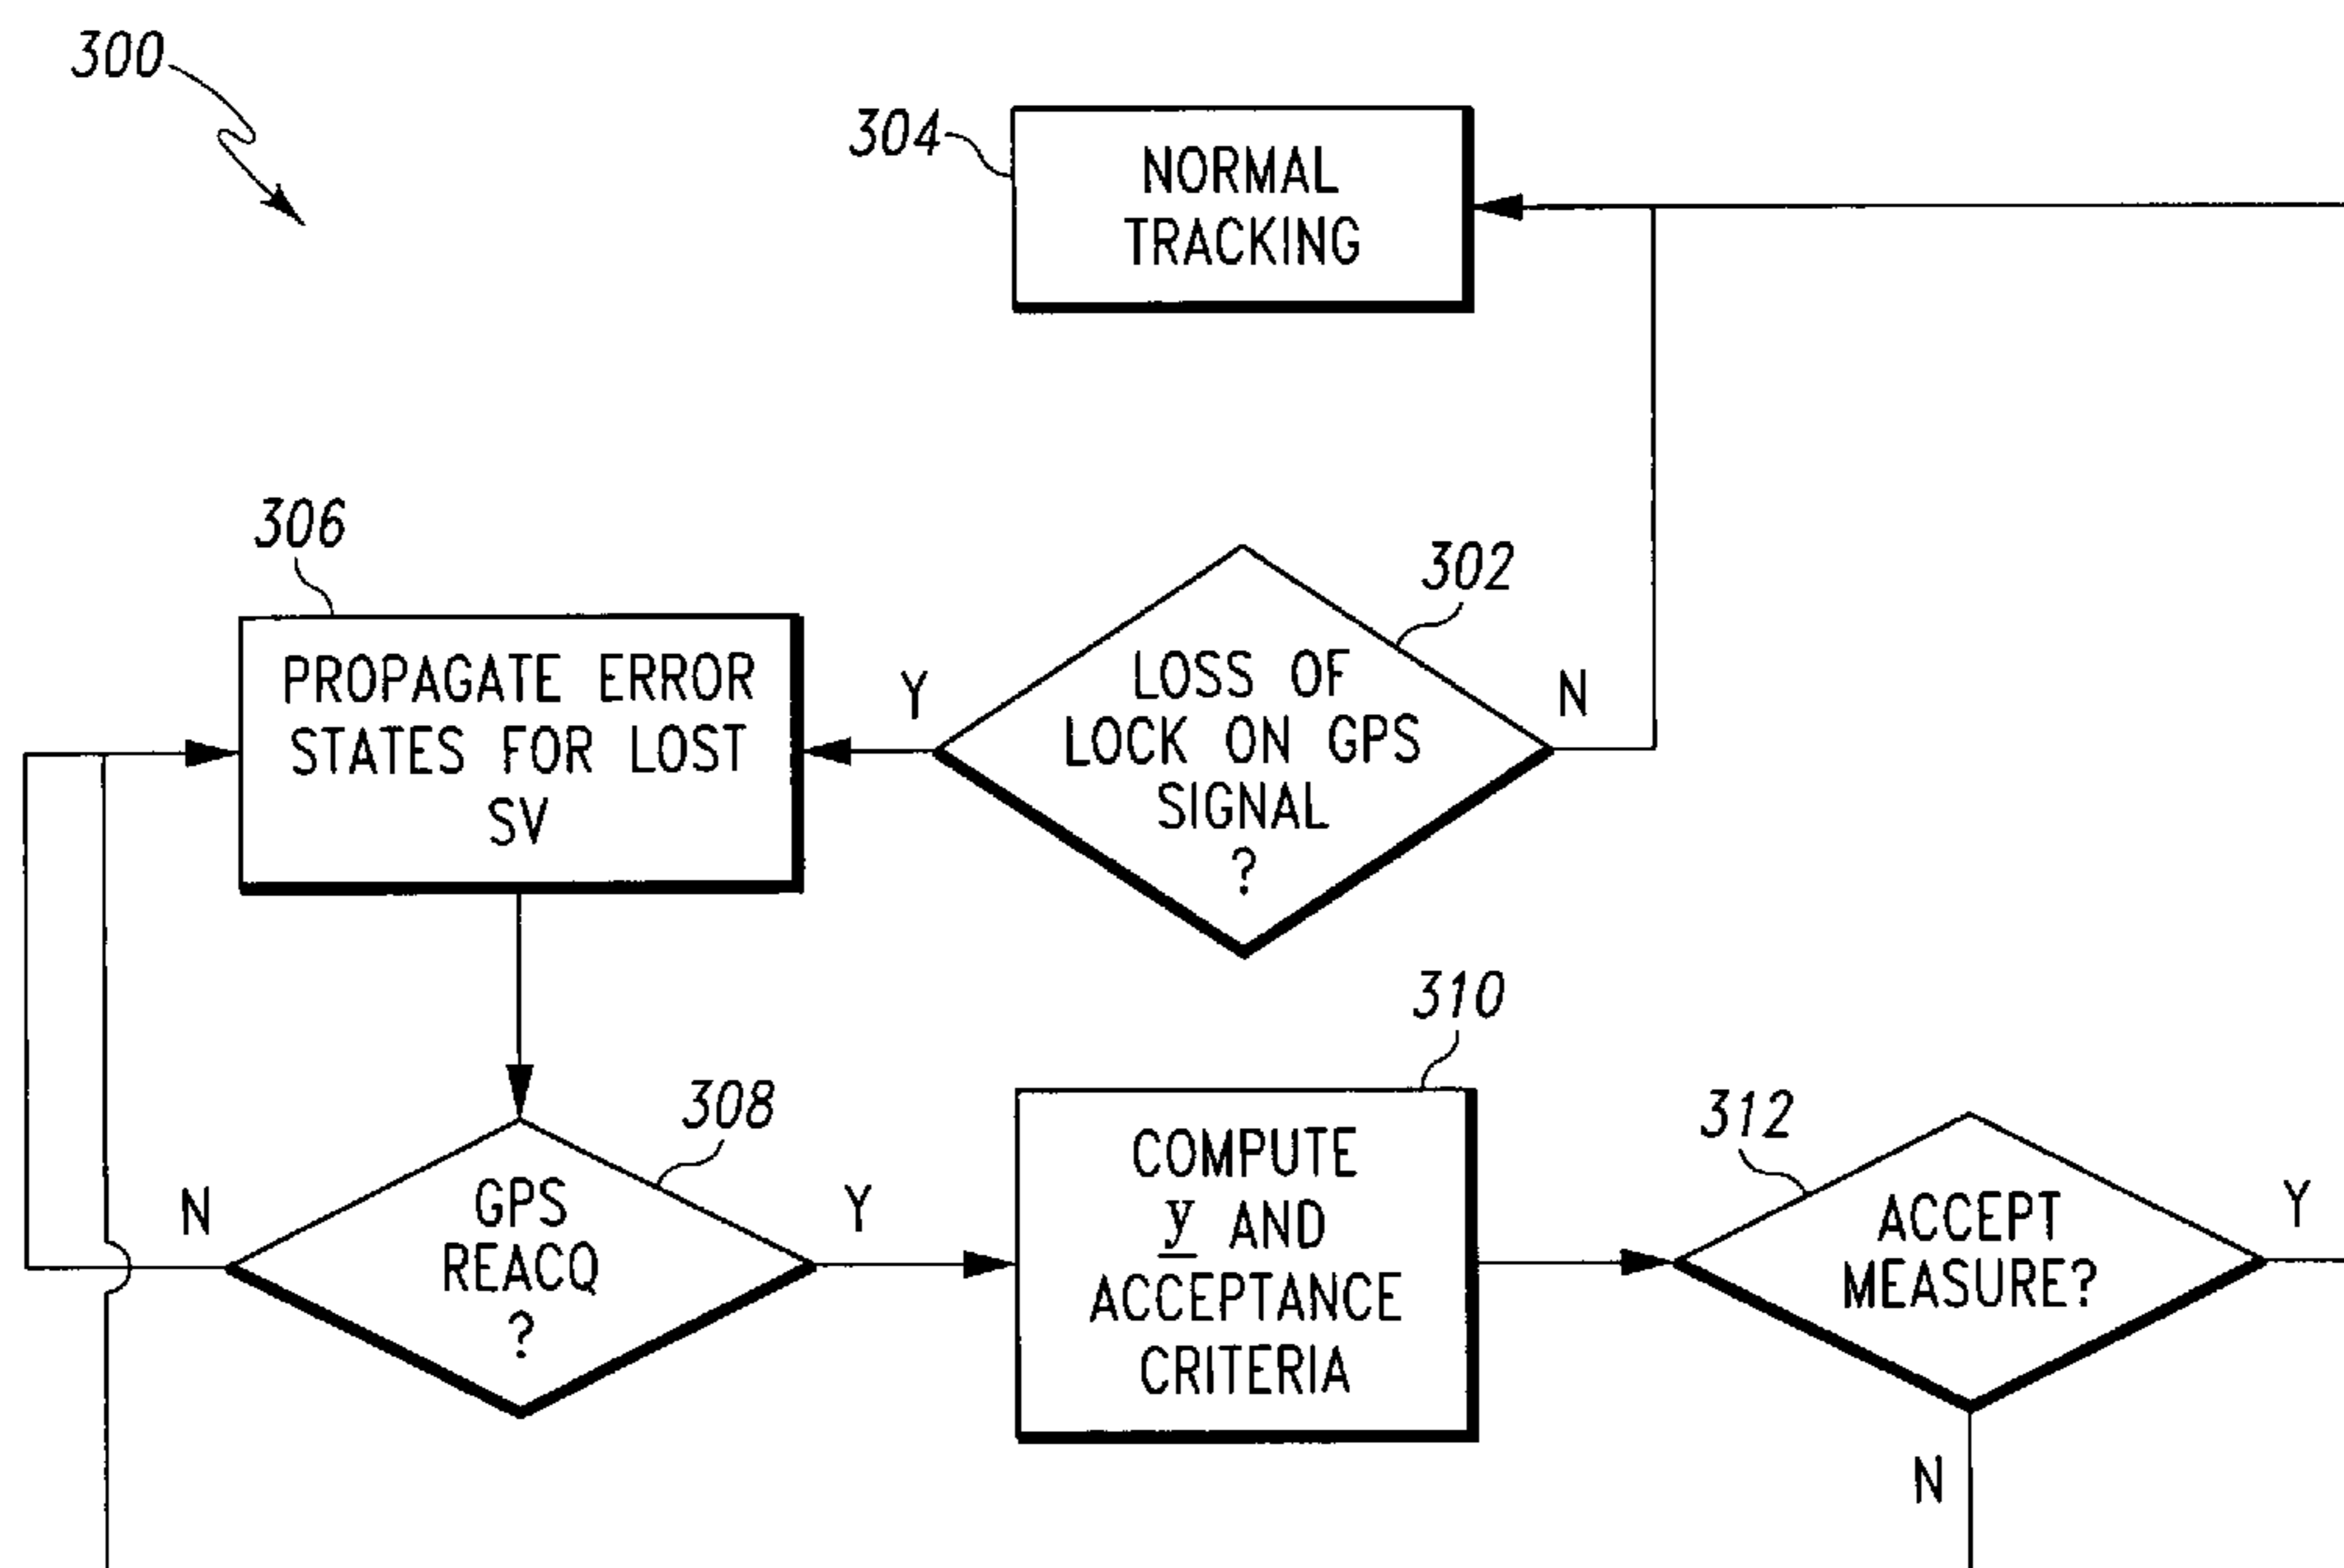 300
304
NORMAL
TRACKING
306
PROPAGATE ERROR
STATES FOR LOST
SV
Y
302
LOSS OF
LOCK ON GPS
SIGNAL
?
N
308
N
GPS
REACQ
?
Y
310
COMPUTE
y AND
ACCEPTANCE
CRITERIA
312
ACCEPT
MEASURE?
Y
N